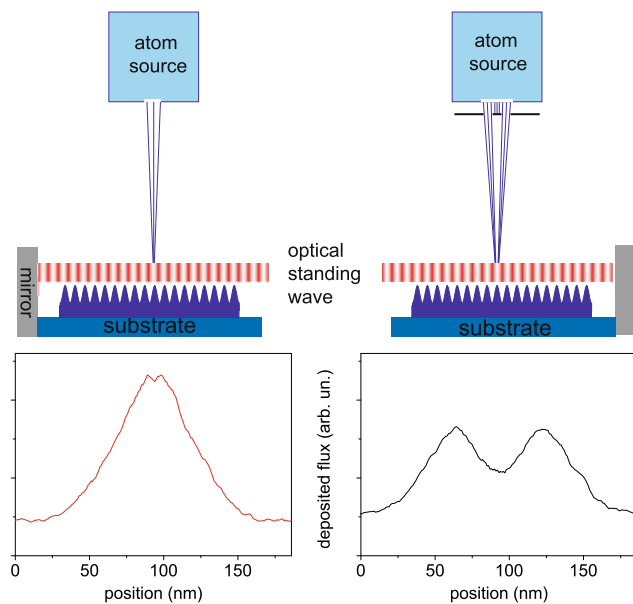 atom
source
atom
source
mirror
optical
standing
wave
substrate
substrate
deposited flux (arb. un.)
0
50
100
150
position (nm)
0
50
100
150
position (nm)